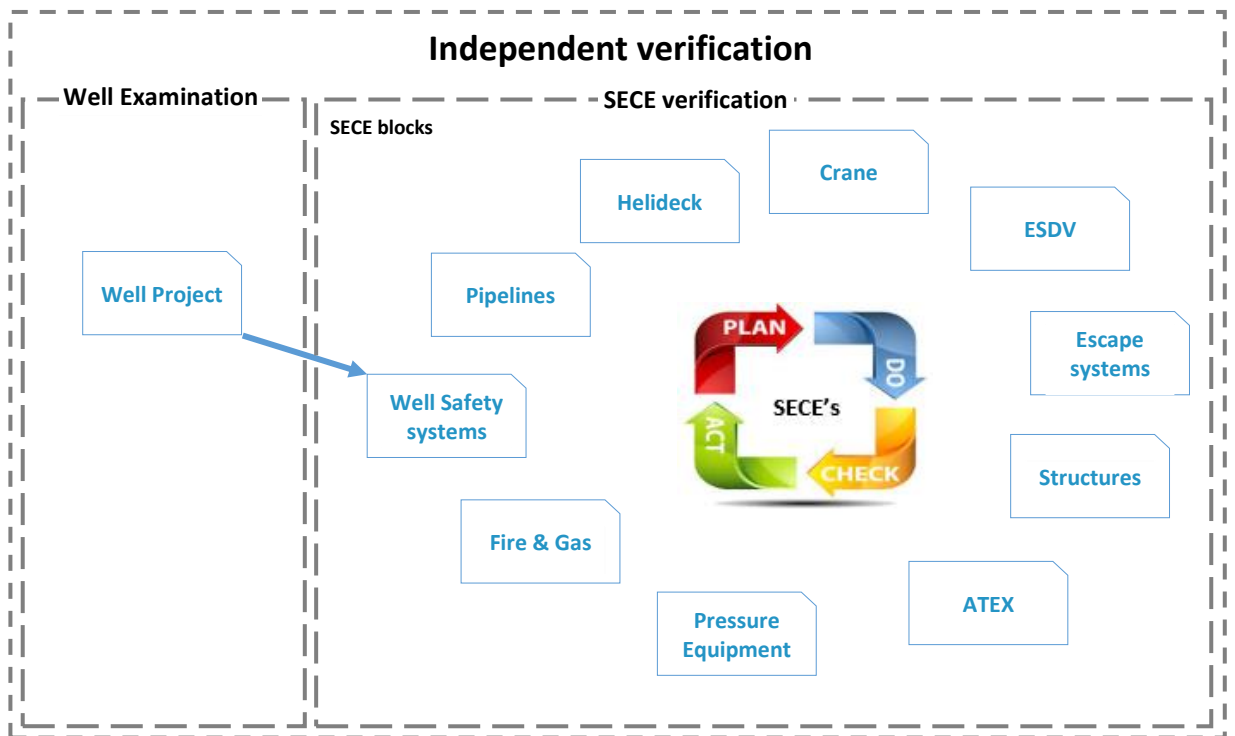 Independent verification
Well Examination
SECE verification
SECE blocks
Crane
Helideck
ESDV
Well Project
Pipelines
Escape
systems
PLAN
DO
SECE's
ACT
CHECK
Well Safety
systems
Structures
Fire & Gas
ATEX
Pressure
Equipment